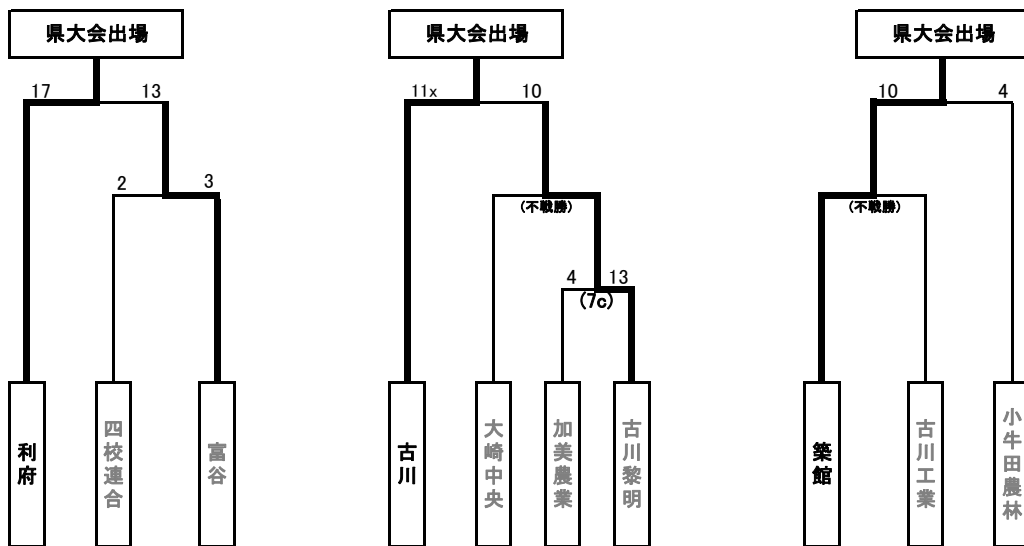 県大会出場
県大会出場
県大会出場
17
13
11x
10
10
4
2
3
(不戦勝)
(不戦勝)
4
13
(7c)
利府
四校連合
富谷
古川
大崎中央
加美農業
古川黎明
築館
古川工業
小牛田農林